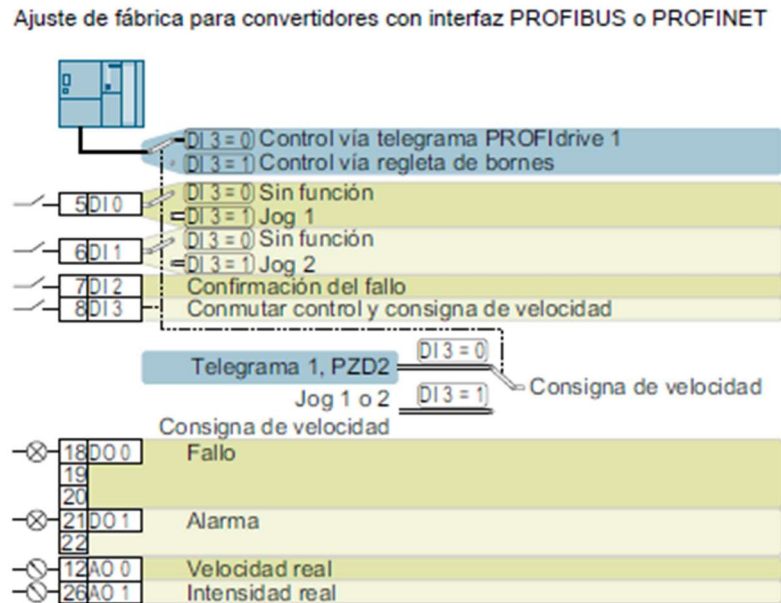 Ajuste de fábrica para convertidores con interfaz PROFIBUS o PROFINET
DI 3 = 0 Control vía telegrama PROFIdrive 1
DI 3 = 1 Control vía regleta de bornes
5 DI 0 DI 3 = 0 Sin función
DI 3 = 1 Jog 1
6 DI 1 DI 3 = 0 Sin función
DI 3 = 1 Jog 2
7 DI 2 Confirmación del fallo
8 DI 3 Conmutar control y consigna de velocidad
Telegrama 1, PZD2 DI 3 = 0
Consigna de velocidad
Jog 1 o 2 DI 3 = 1
Consigna de velocidad
18 DO 0 Fallo
19
20
21 DO 1 Alarma
22
12 AO 0 Velocidad real
26 AO 1 Intensidad real